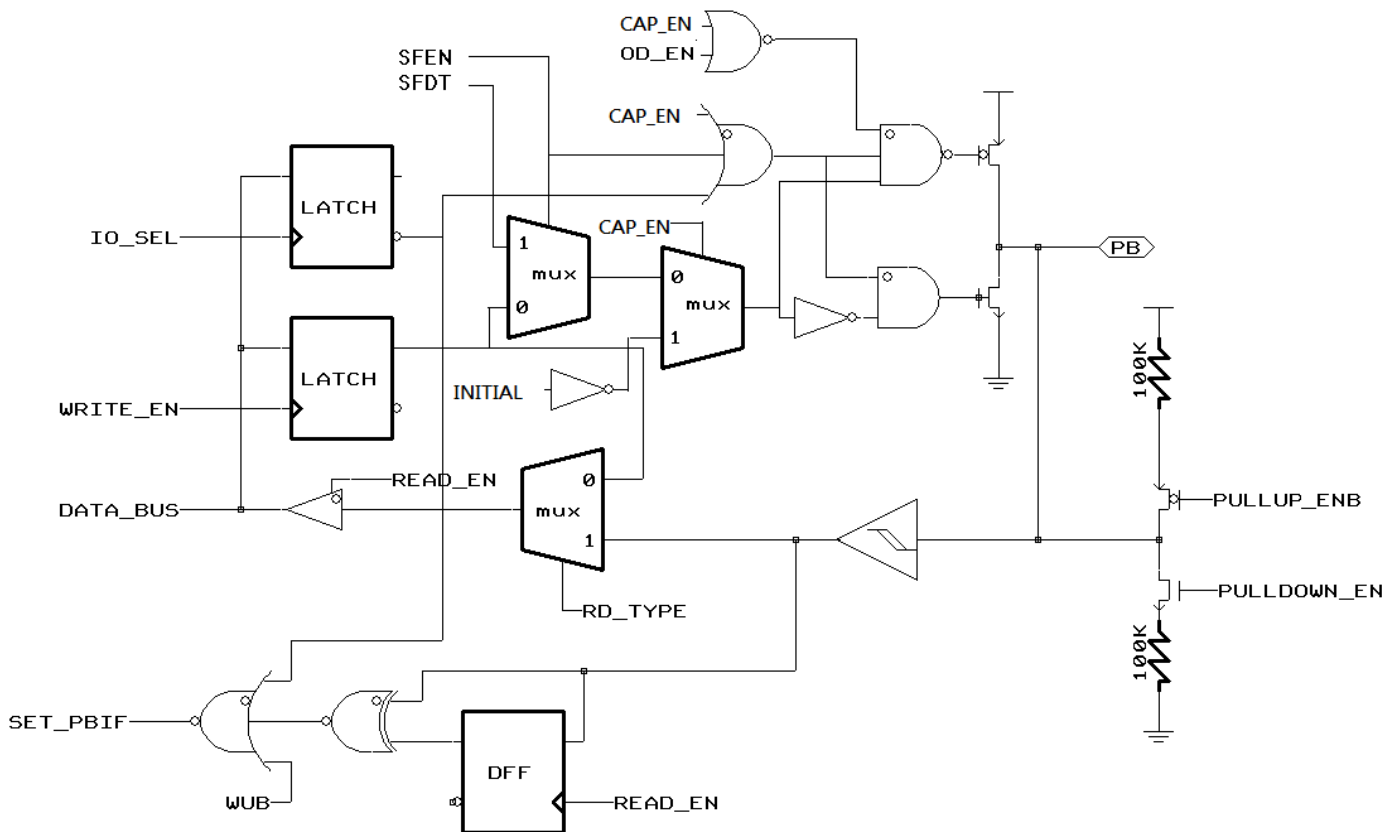 CAP_EN
OD_EN
SFEN
SFDT
CAP_EN
LATCH
IO_SEL
1
mux
0
CAP_EN
0
mux
1
PB
LATCH
WRITE_EN
INITIAL
100K
READ_EN
DATA_BUS
0
mux
1
RD_TYPE
PULLUP_ENB
PULLDOWN_EN
100K
SET_PBIF
WUB
DFF
READ_EN